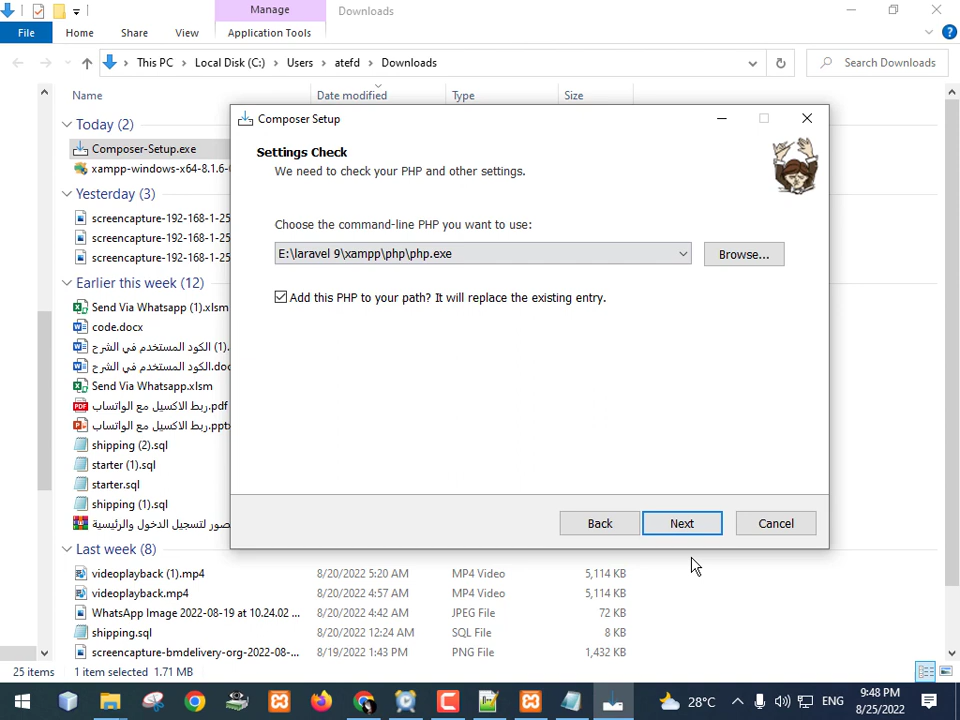 Manage
Downloads
File
Home
Share
View
Application Tools
This PC
Local Disk (C:)
Users
atefd
Downloads
Search Downloads
Name
Date modified
Type
Size
Today (2)
Composer-Setup.exe
xampp-windows-x64-8.1.6-
Yesterday (3)
screencapture-192-168-1-25
screencapture-192-168-1-25
screencapture-192-168-1-25
Earlier this week (12)
Send Via Whatsapp (1).xlsm
code.docx
الكود المستخدم في الشرح (1).
الكود المستخدم في الشرح.doc
Send Via Whatsapp.xlsm
ربط الاكسيل مع الواتساب.pdf
ربط الاكسيل مع الواتساب.pptx
shipping (2).sql
starter (1).sql
starter.sql
shipping (1).sql
صور لتسجيل الدخول والرئيسية
Last week (8)
videoplayback (1).mp4
8/20/2022 5:20 AM
MP4 Video
5,114 KB
videoplayback.mp4
8/20/2022 4:57 AM
MP4 Video
5,114 KB
WhatsApp Image 2022-08-19 at 10.24.02 ...
8/20/2022 4:42 AM
JPEG File
72 KB
shipping.sql
8/20/2022 12:24 AM
SQL File
8 KB
screencapture-bmdelivery-org-2022-08-...
8/19/2022 1:43 PM
PNG File
1,432 KB
Composer Setup
Settings Check
We need to check your PHP and other settings.
Choose the command-line PHP you want to use:
E:\laravel 9\xampp\php\php.exe
Browse...
Add this PHP to your path? It will replace the existing entry.
Back
Next
Cancel
25 items
1 item selected 1.71 MB
28°C
ENG
9:48 PM
8/25/2022